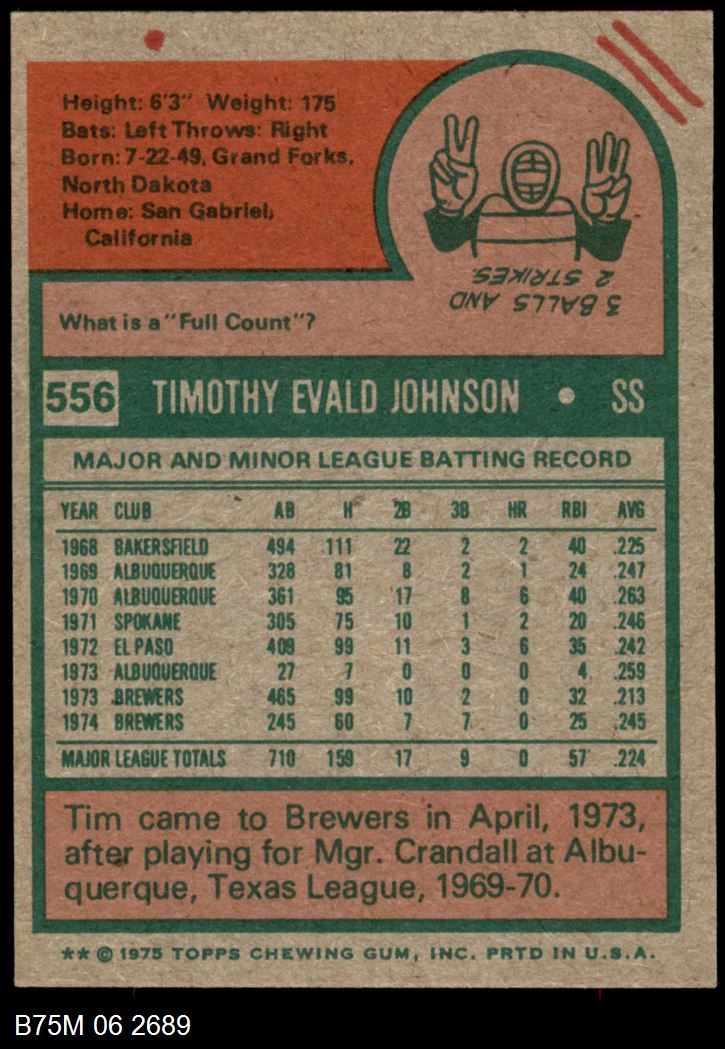 Height: 6'3" Weight: 175
Bats: Left Throws: Right
Born: 7-22-49, Grand Forks,
North Dakota
Home: San Gabriel,
California
What is a "Full Count"?
3 BALLS AND
2 STRIKES.
556 TIMOTHY EVALD JOHNSON • SS
MAJOR AND MINOR LEAGUE BATTING RECORD
YEAR CLUB AB H 2B 3B HR RBI AVG
1968 BAKERSFIELD 494 111 22 2 2 40 .225
1969 ALBUQUERQUE 328 81 8 2 1 24 .247
1970 ALBUQUERQUE 361 95 17 8 6 40 .263
1971 SPOKANE 305 75 10 1 2 20 .246
1972 EL PASO 409 99 11 3 6 35 .242
1973 ALBUQUERQUE 27 7 0 0 0 4 .259
1973 BREWERS 465 99 10 2 0 32 .213
1974 BREWERS 245 60 7 7 0 25 .245
MAJOR LEAGUE TOTALS 710 159 17 9 0 57 .224
Tim came to Brewers in April, 1973,
after playing for Mgr. Crandall at Albu-
querque, Texas League, 1969-70.
** © 1975 TOPPS CHEWING GUM, INC. PRTD IN U.S.A.
B75M 06 2689